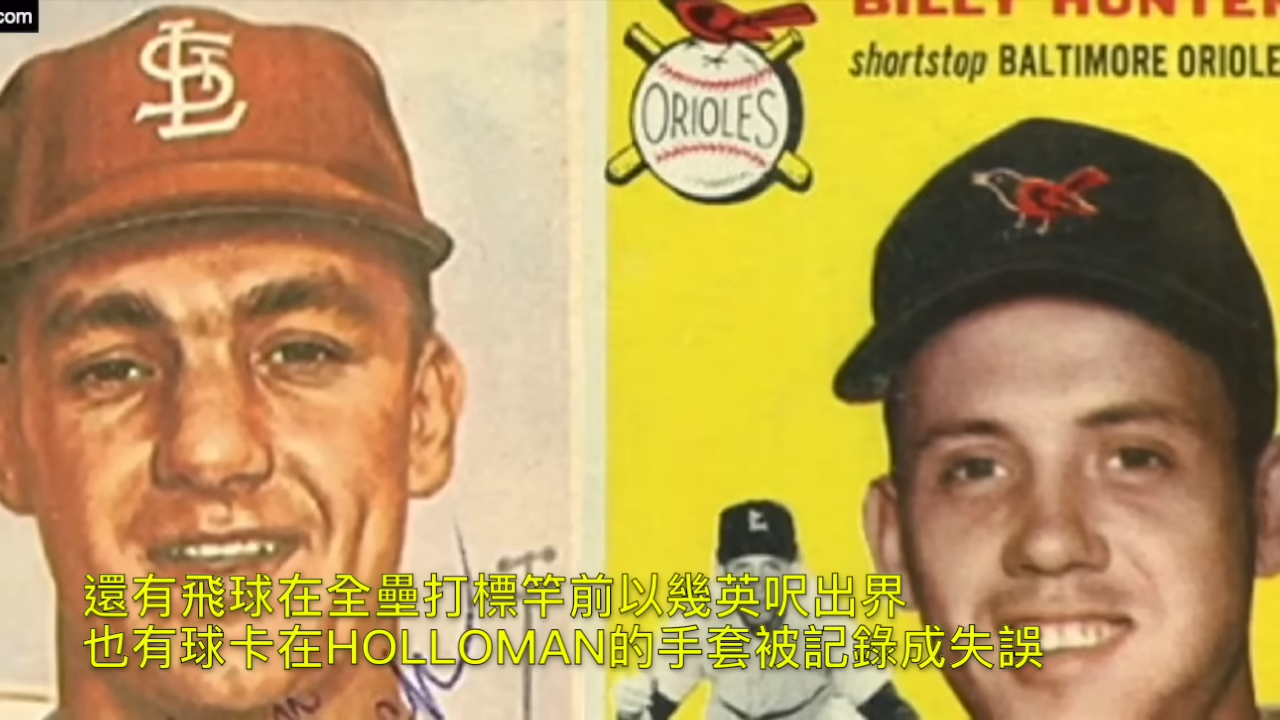 com
BILLY HUNTER
shortstop BALTIMORE ORIOLE
ORIOLES
還有飛球在全壘打標竿前以幾英呎出界
也有球卡在HOLLOMAN的手套被記錄成失誤